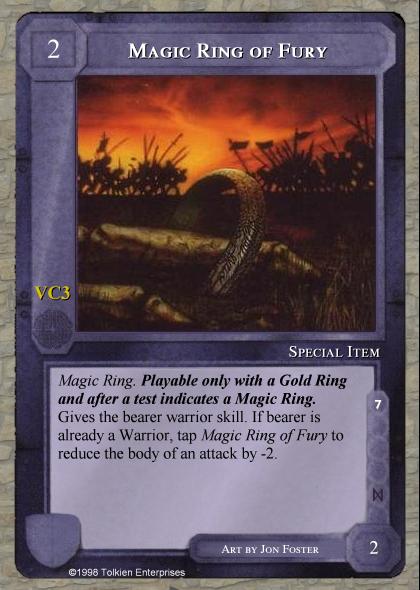 2
MAGIC RING OF FURY
VC3
SPECIAL ITEM
Magic Ring. Playable only with a Gold Ring
and after a test indicates a Magic Ring.
Gives the bearer warrior skill. If bearer is
already a Warrior, tap Magic Ring of Fury to
reduce the body of an attack by -2.
7
ART BY JON FOSTER
2
©1998 Tolkien Enterprises